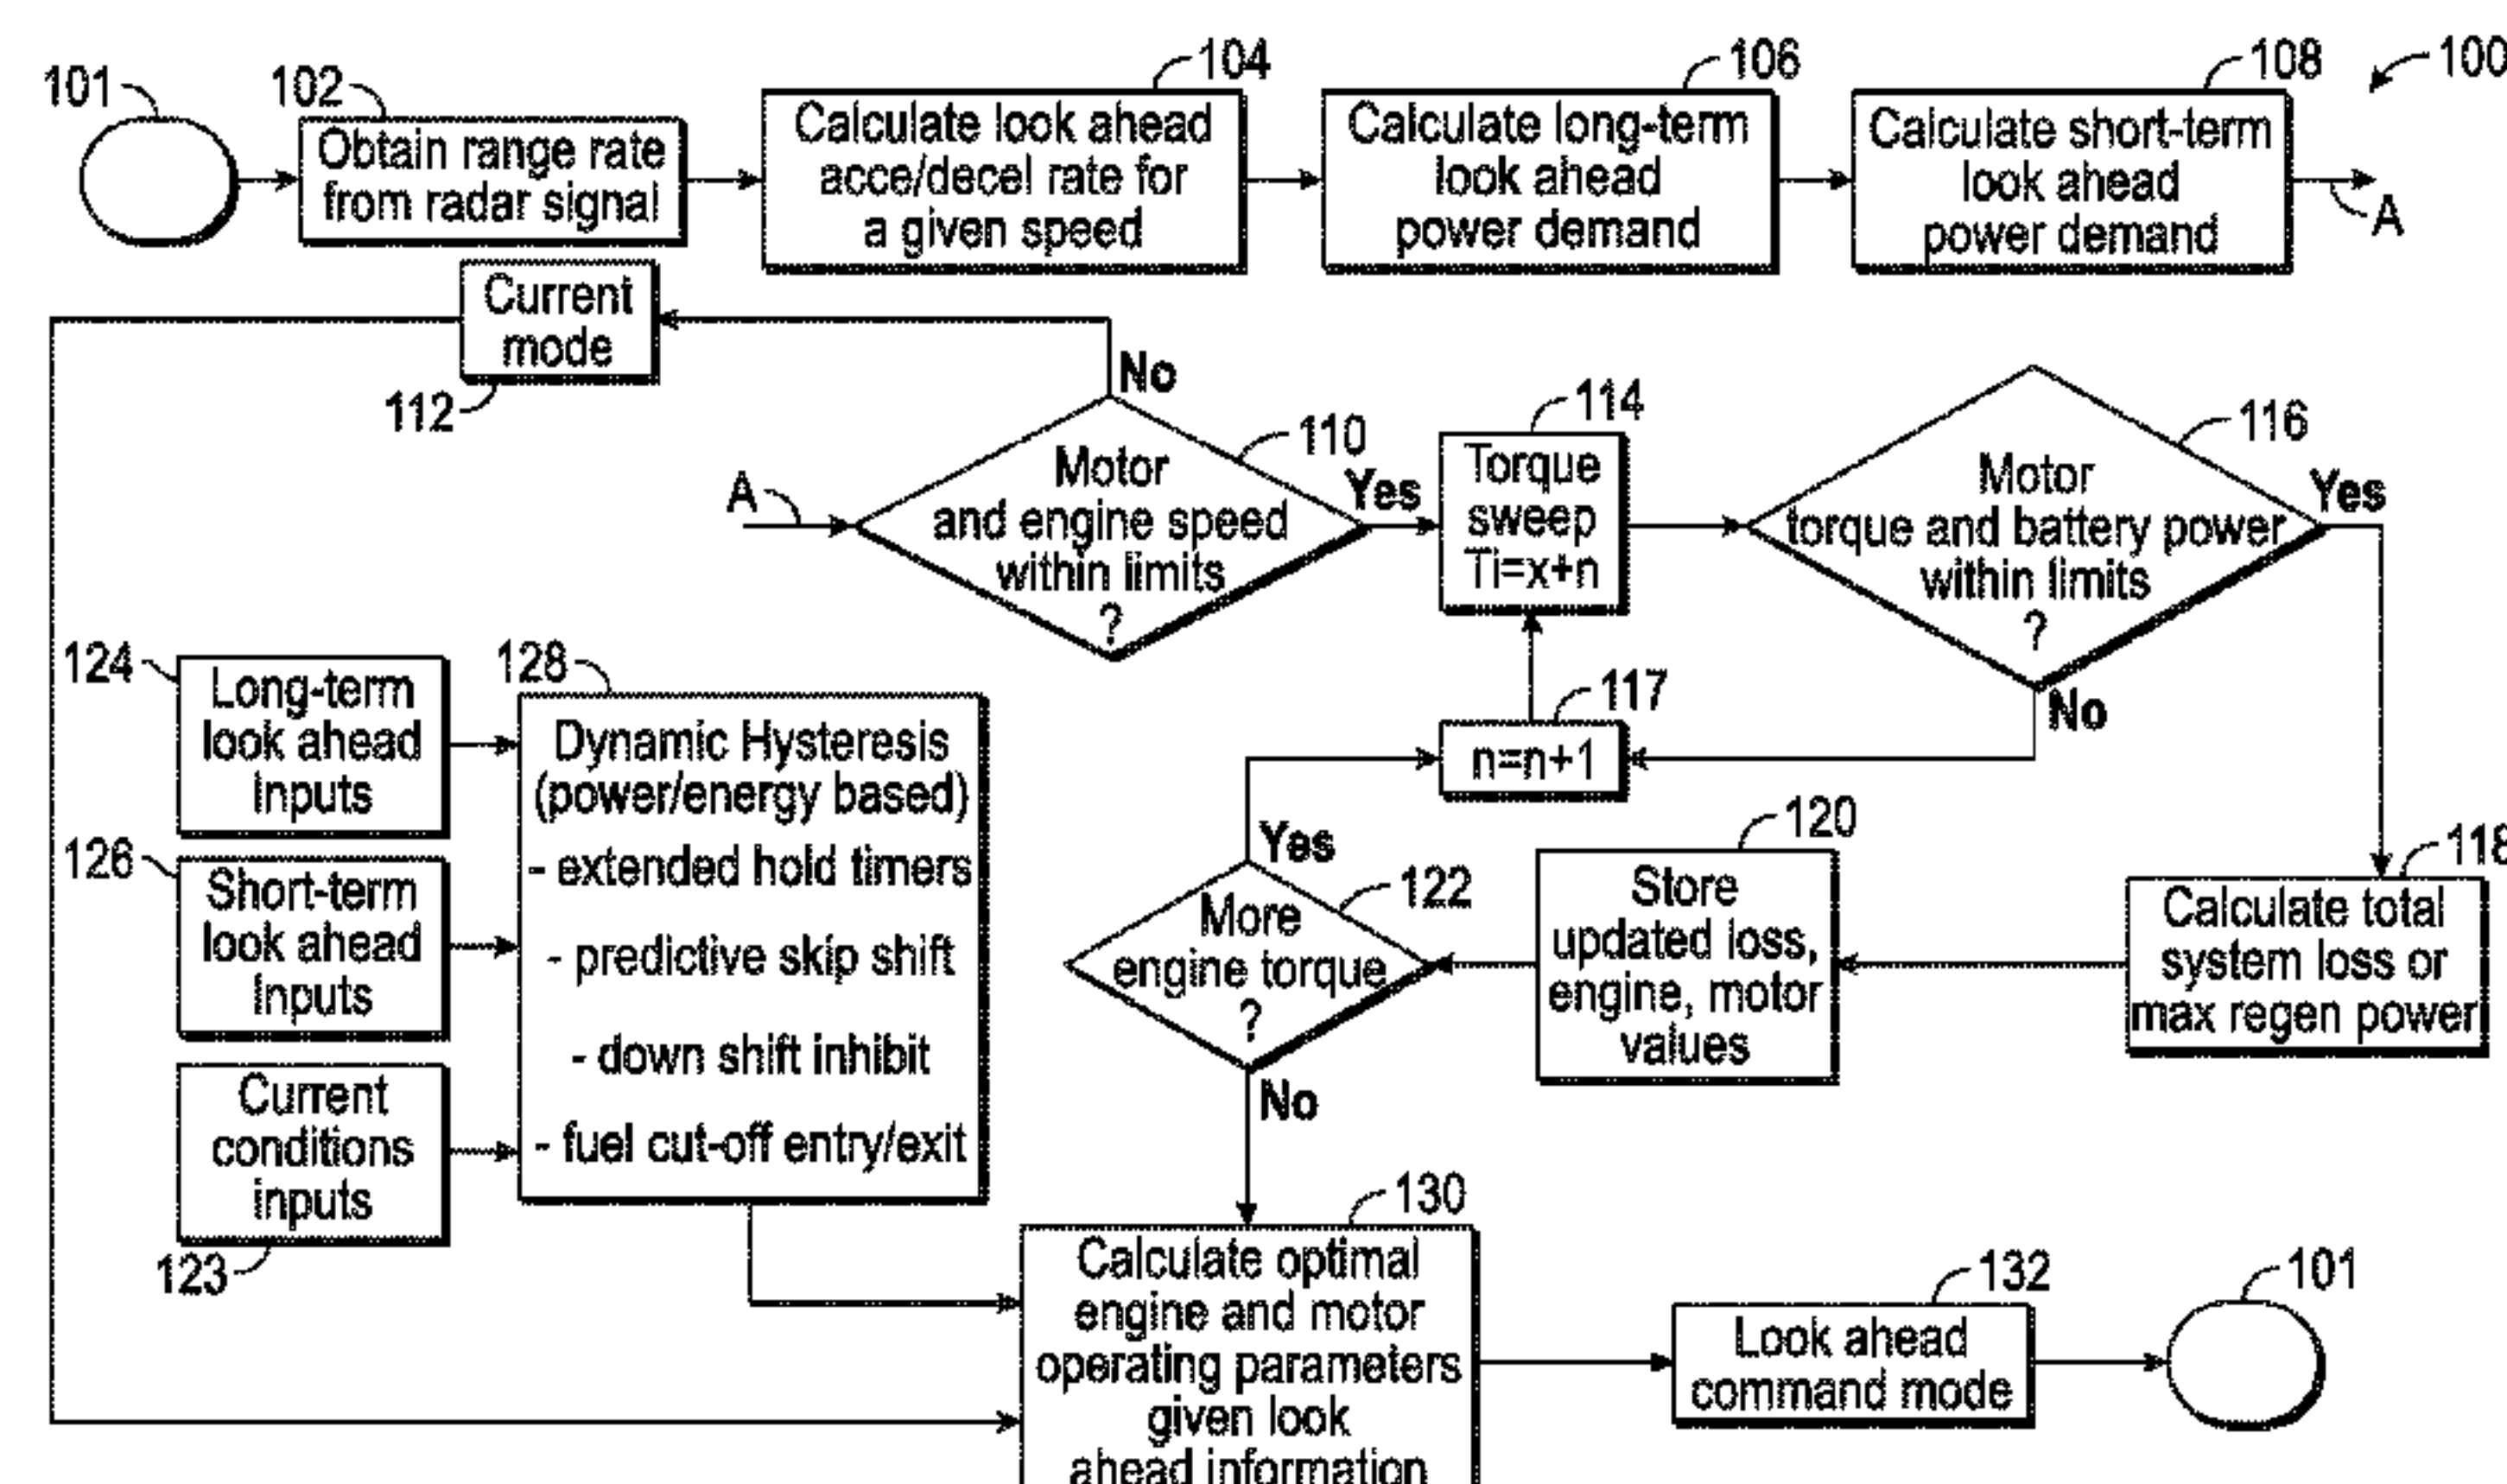 101
102
104
106
108
100
Obtain range rate
from radar signal
Calculate look ahead
acce/decel rate for
a given speed
Calculate long-term
look ahead
power demand
Calculate short-term
look ahead
power demand
A
Current
mode
112
No
110
A
Motor
and engine speed
within limits
?
Yes
114
Torque
sweep
Ti=x+n
116
Motor
torque and battery power
within limits
?
Yes
No
117
n=n+1
124
Long-term
look ahead
Inputs
126
Short-term
look ahead
Inputs
Current
conditions
inputs
123
128
Dynamic Hysteresis
(power/energy based)
- extended hold timers
- predictive skip shift
- down shift inhibit
- fuel cut-off entry/exit
Yes
122
More
engine torque
?
No
120
Store
updated loss,
engine, motor
values
118
Calculate total
system loss or
max regen power
130
Calculate optimal
engine and motor
operating parameters
given look
ahead information
132
Look ahead
command mode
101